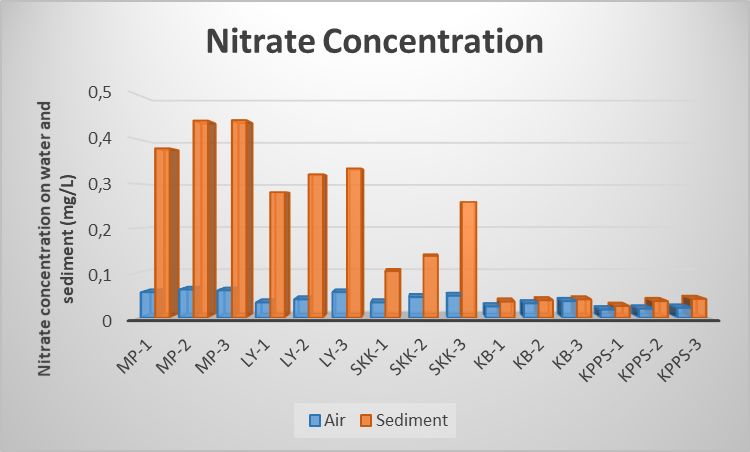 Nitrate Concentration
Nitrate concentration on water and
sediment (mg/L)
0,5
0,4
0,3
0,2
0,1
0
MP-1
MP-2
MP-3
LY-1
LY-2
LY-3
SKK-1
SKK-2
SKK-3
KB-1
KB-2
KB-3
KPPS-1
KPPS-2
KPPS-3
Air
Sediment